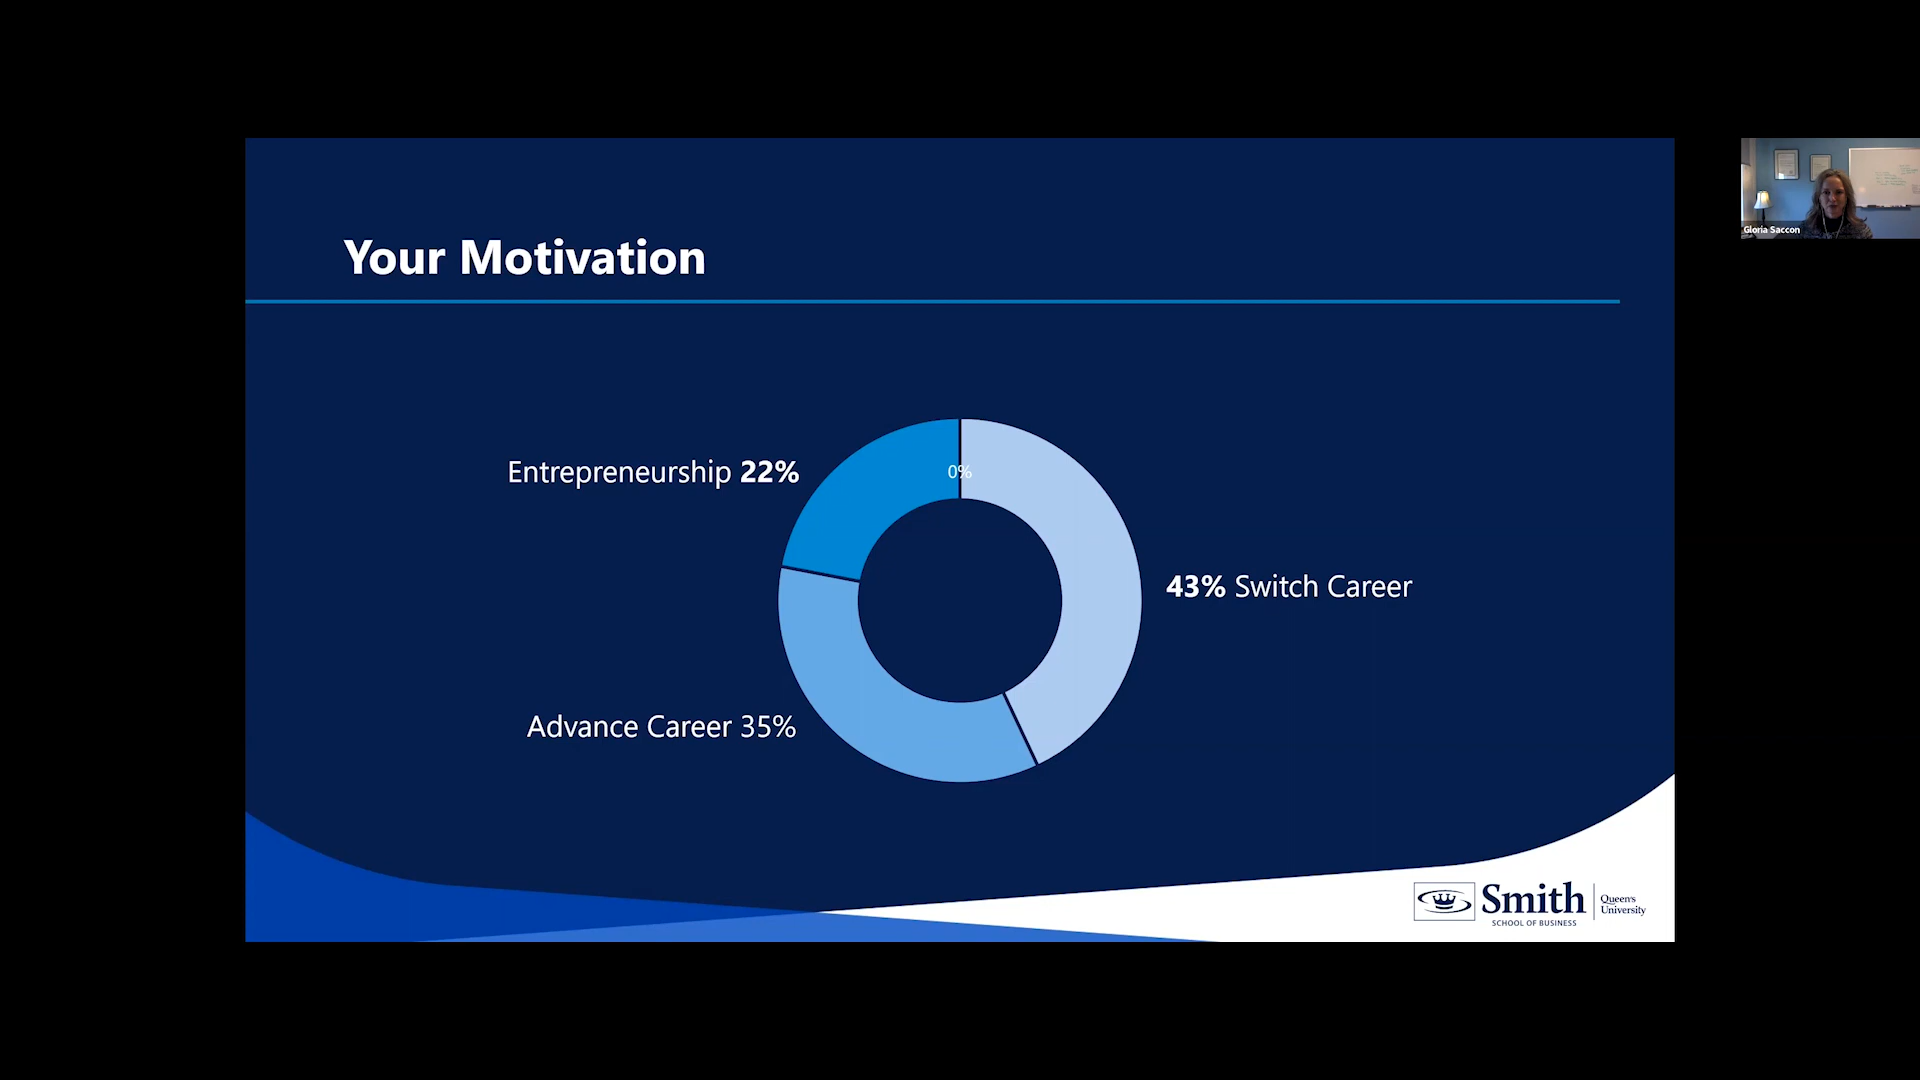 Your Motivation
Entrepreneurship 22%
0%
43% Switch Career
Advance Career 35%
Smith
SCHOOL OF BUSINESS
Queen's
University
Gloria Saccon